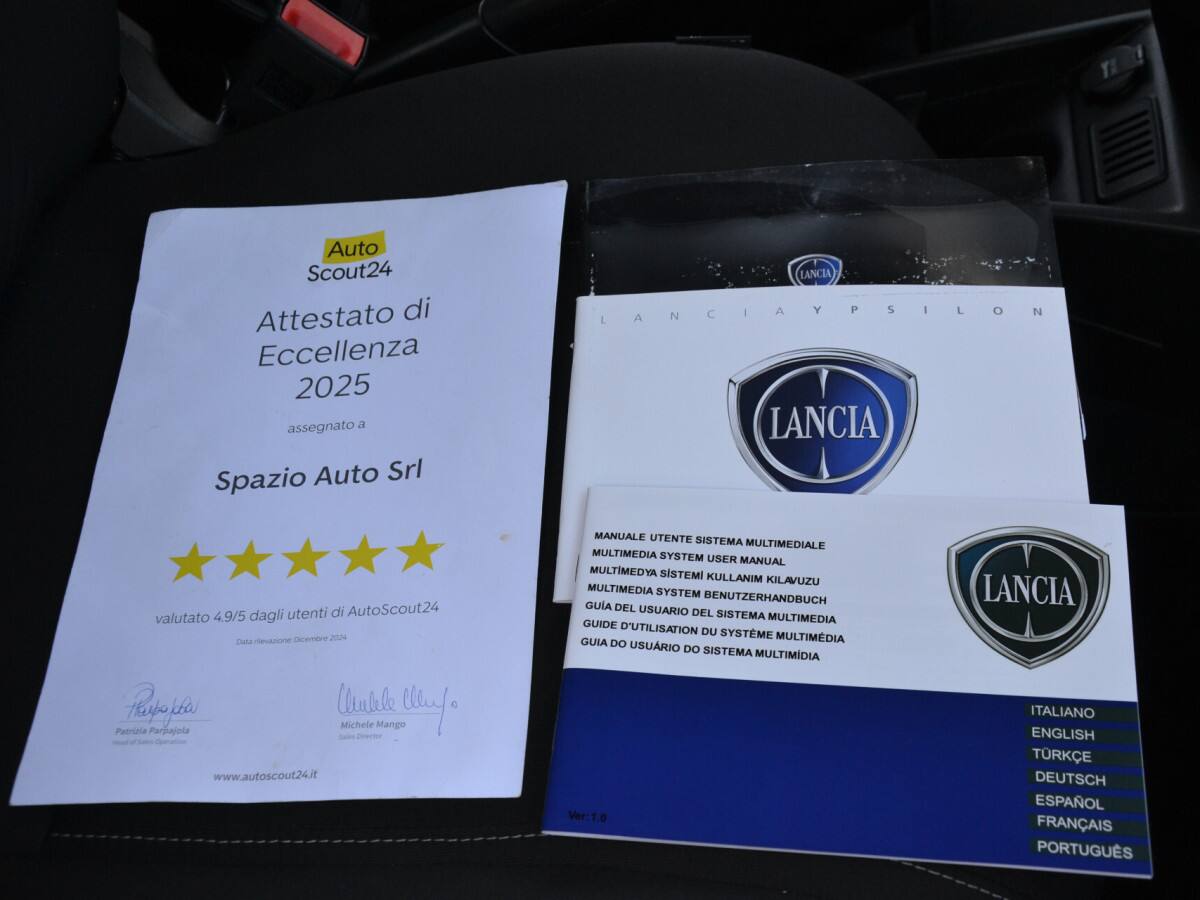 Auto
Scout24
Attestato di
Eccellenza
2025
assegnato a
Spazio Auto Srl
valutato 4.9/5 dagli utenti di AutoScout24
Data rilevazione: Dicembre 2024
Patrizia Parpajola
Head of Sales Operation
Michele Mango
Sales Director
www.autoscout24.it
LANCIA
LANCIA YPSILON
LANCIA
MANUALE UTENTE SISTEMA MULTIMEDIALE
MULTIMEDIA SYSTEM USER MANUAL
MULTİMEDYA SİSTEMİ KULLANIM KILAVUZU
MULTIMEDIA SYSTEM BENUTZERHANDBUCH
GUÍA DEL USUARIO DEL SISTEMA MULTIMEDIA
GUIDE D'UTILISATION DU SYSTÈME MULTIMÉDIA
GUIA DO USUÁRIO DO SISTEMA MULTIMÍDIA
LANCIA
ITALIANO
ENGLISH
TÜRKÇE
DEUTSCH
ESPAÑOL
FRANÇAIS
PORTUGUÊS
Ver: 1.0